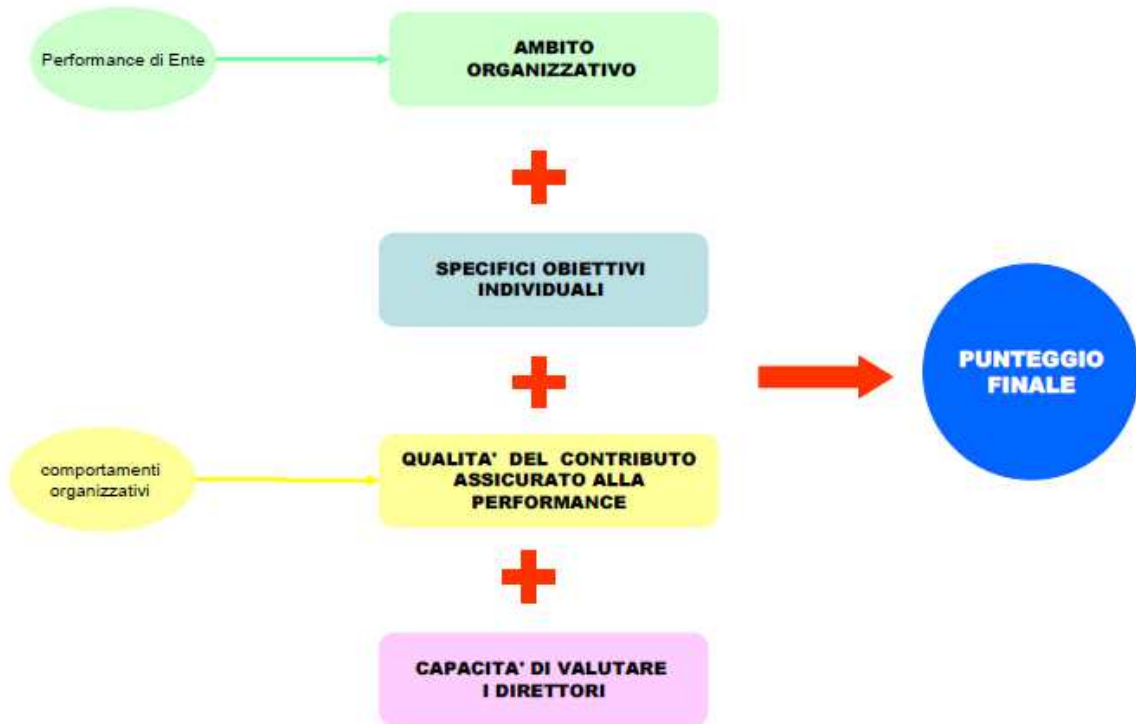 Performance di Ente
AMBITO
ORGANIZZATIVO
SPECIFICI OBIETTIVI
INDIVIDUALI
PUNTEGGIO
FINALE
comportamenti
organizzativi
QUALITA' DEL CONTRIBUTO
ASSICURATO ALLA
PERFORMANCE
CAPACITA' DI VALUTARE
I DIRETTORI